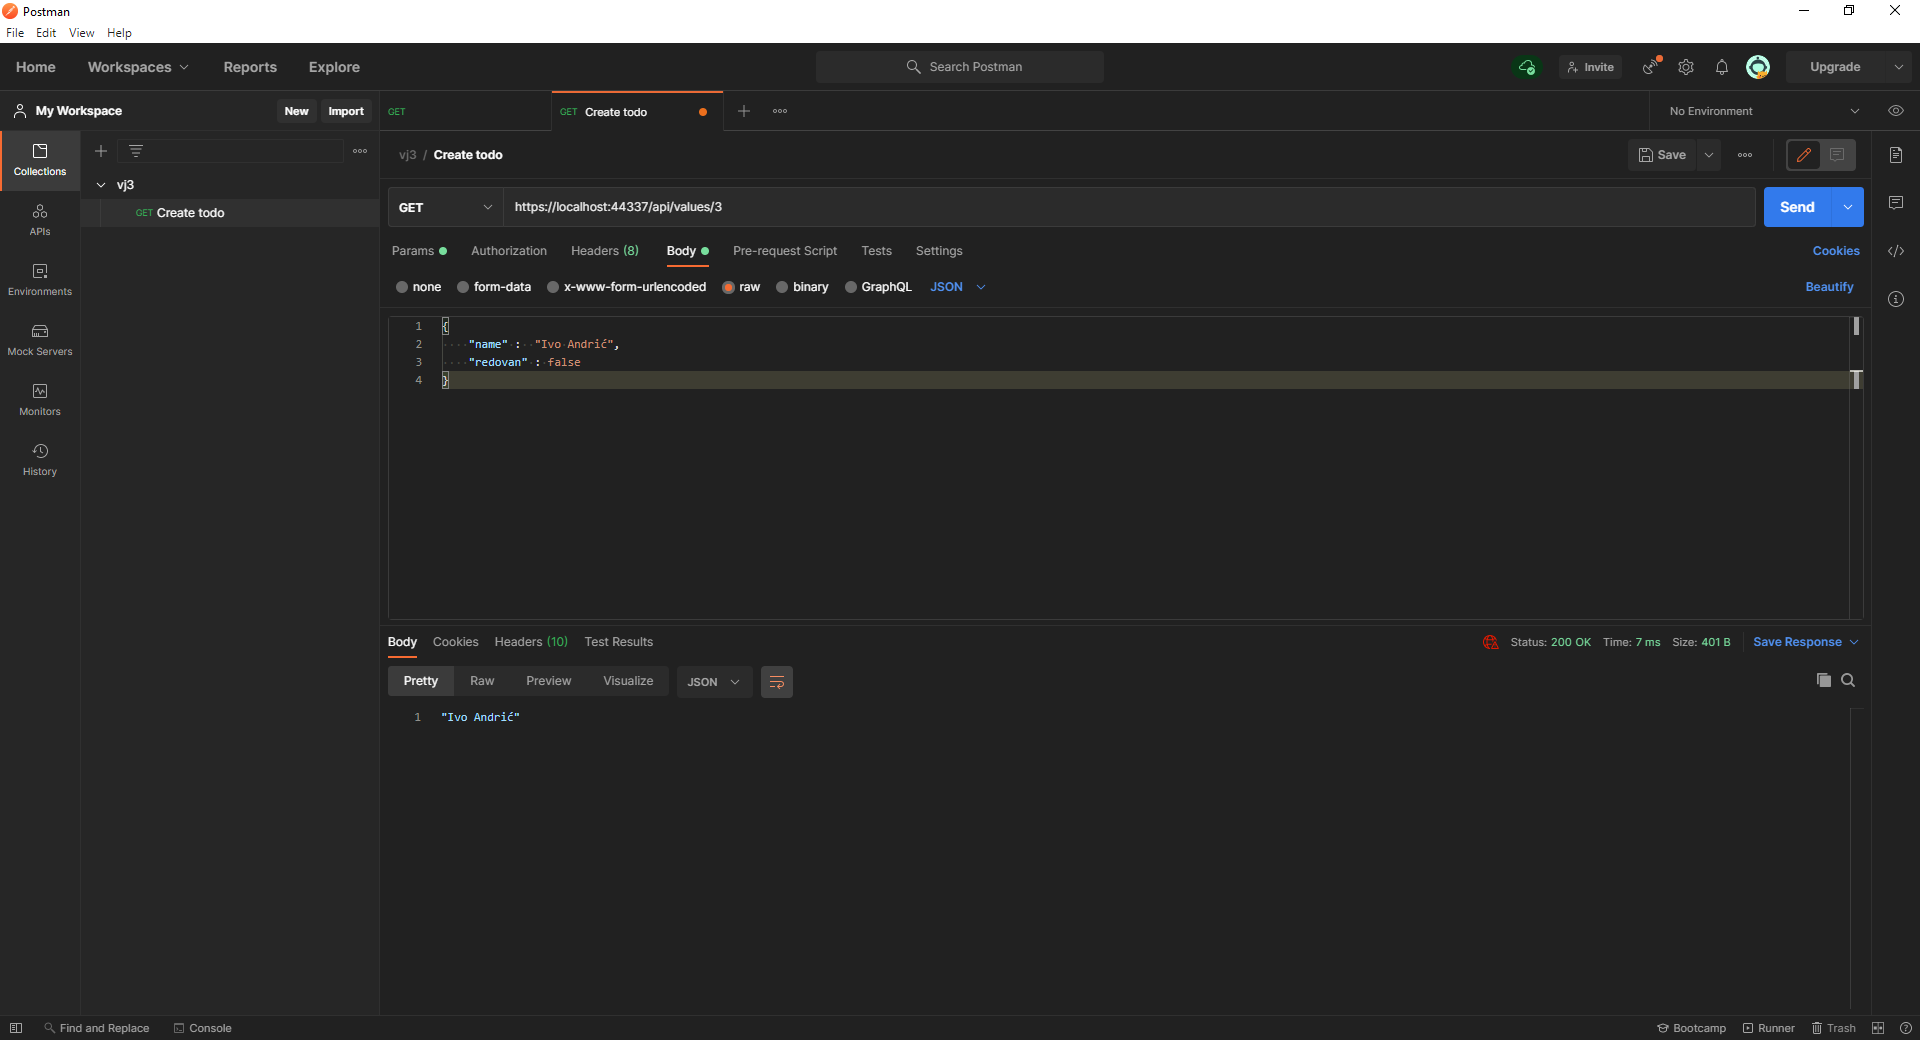 Postman
File Edit View Help
Home Workspaces Reports Explore Search Postman Invite Upgrade
My Workspace New Import GET GET Create todo No Environment
Collections
APIs
Environments
Mock Servers
Monitors
History
vj3
GET Create todo
vj3 / Create todo Save
GET https://localhost:44337/api/values/3 Send
Params Authorization Headers (8) Body Pre-request Script Tests Settings Cookies
none form-data x-www-form-urlencoded raw binary GraphQL JSON Beautify
1 {
2 "name" : "Ivo Andrić",
3 "redovan" : false
4 }
Body Cookies Headers (10) Test Results Status: 200 OK Time: 7 ms Size: 401 B Save Response
Pretty Raw Preview Visualize JSON
1 "Ivo Andrić"
Find and Replace Console Bootcamp Runner Trash